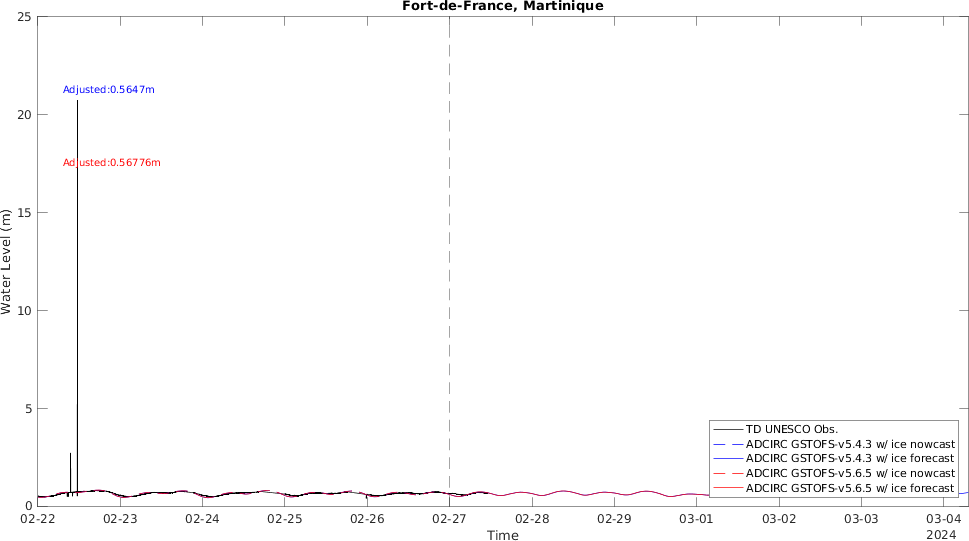 Fort-de-France, Martinique
25
20
15
10
5
0
Water Level (m)
Adjusted:0.5647m
Adjusted:0.56776m
TD UNESCO Obs.
ADCIRC GSTOFS-v5.4.3 w/ ice nowcast
ADCIRC GSTOFS-v5.4.3 w/ ice forecast
ADCIRC GSTOFS-v5.6.5 w/ ice nowcast
ADCIRC GSTOFS-v5.6.5 w/ ice forecast
02-22 02-23 02-24 02-25 02-26 02-27 02-28 02-29 03-01 03-02 03-03 03-04
2024
Time